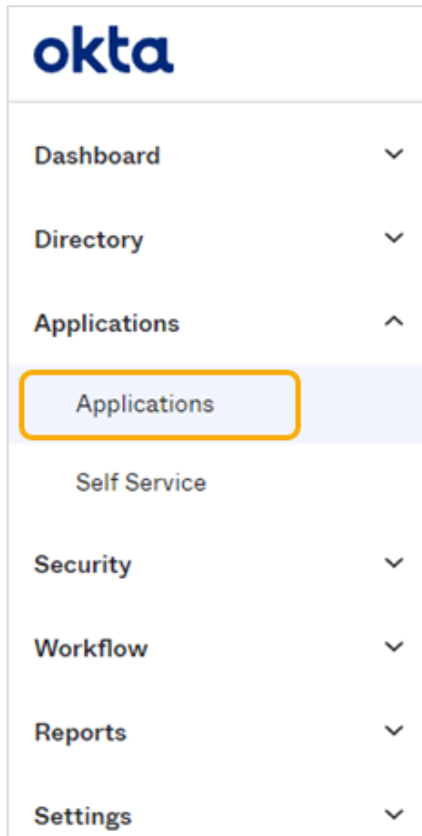 okta
Dashboard
Directory
Applications
Applications
Self Service
Security
Workflow
Reports
Settings